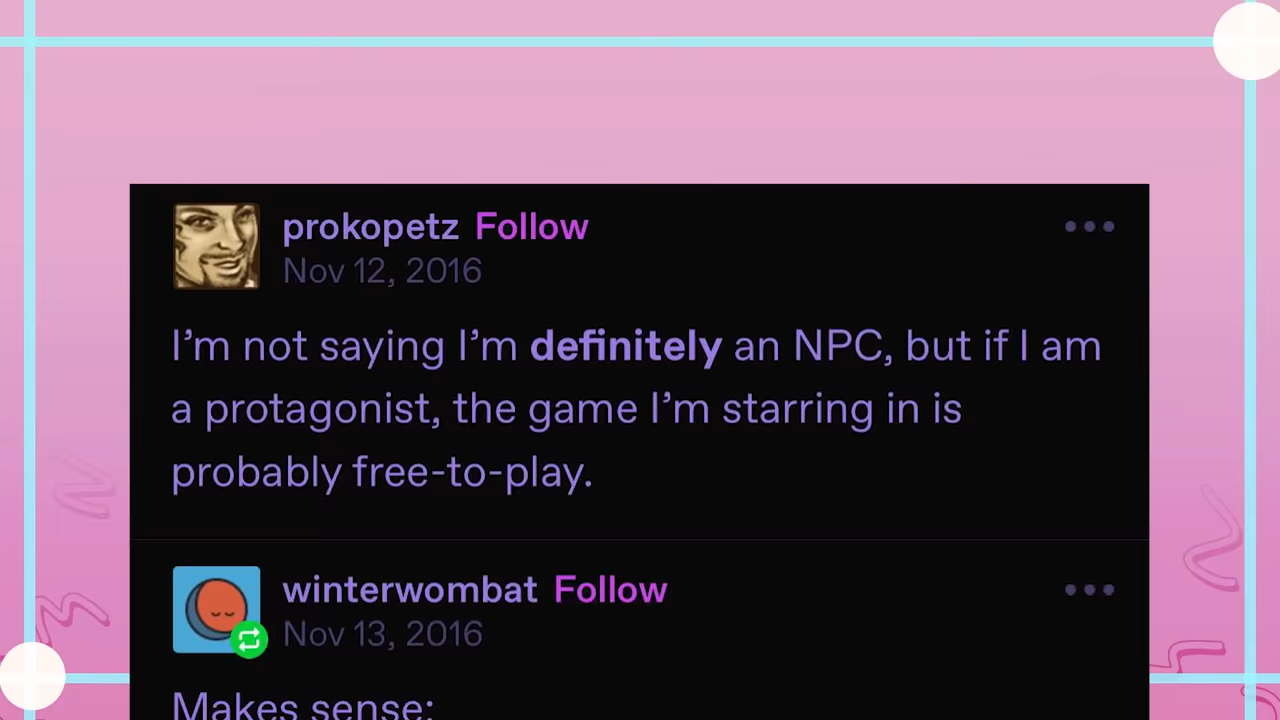 prokopetz Follow
Nov 12, 2016
I’m not saying I’m definitely an NPC, but if I am
a protagonist, the game I’m starring in is
probably free-to-play.
winterwombat Follow
Nov 13, 2016
Makes sense: